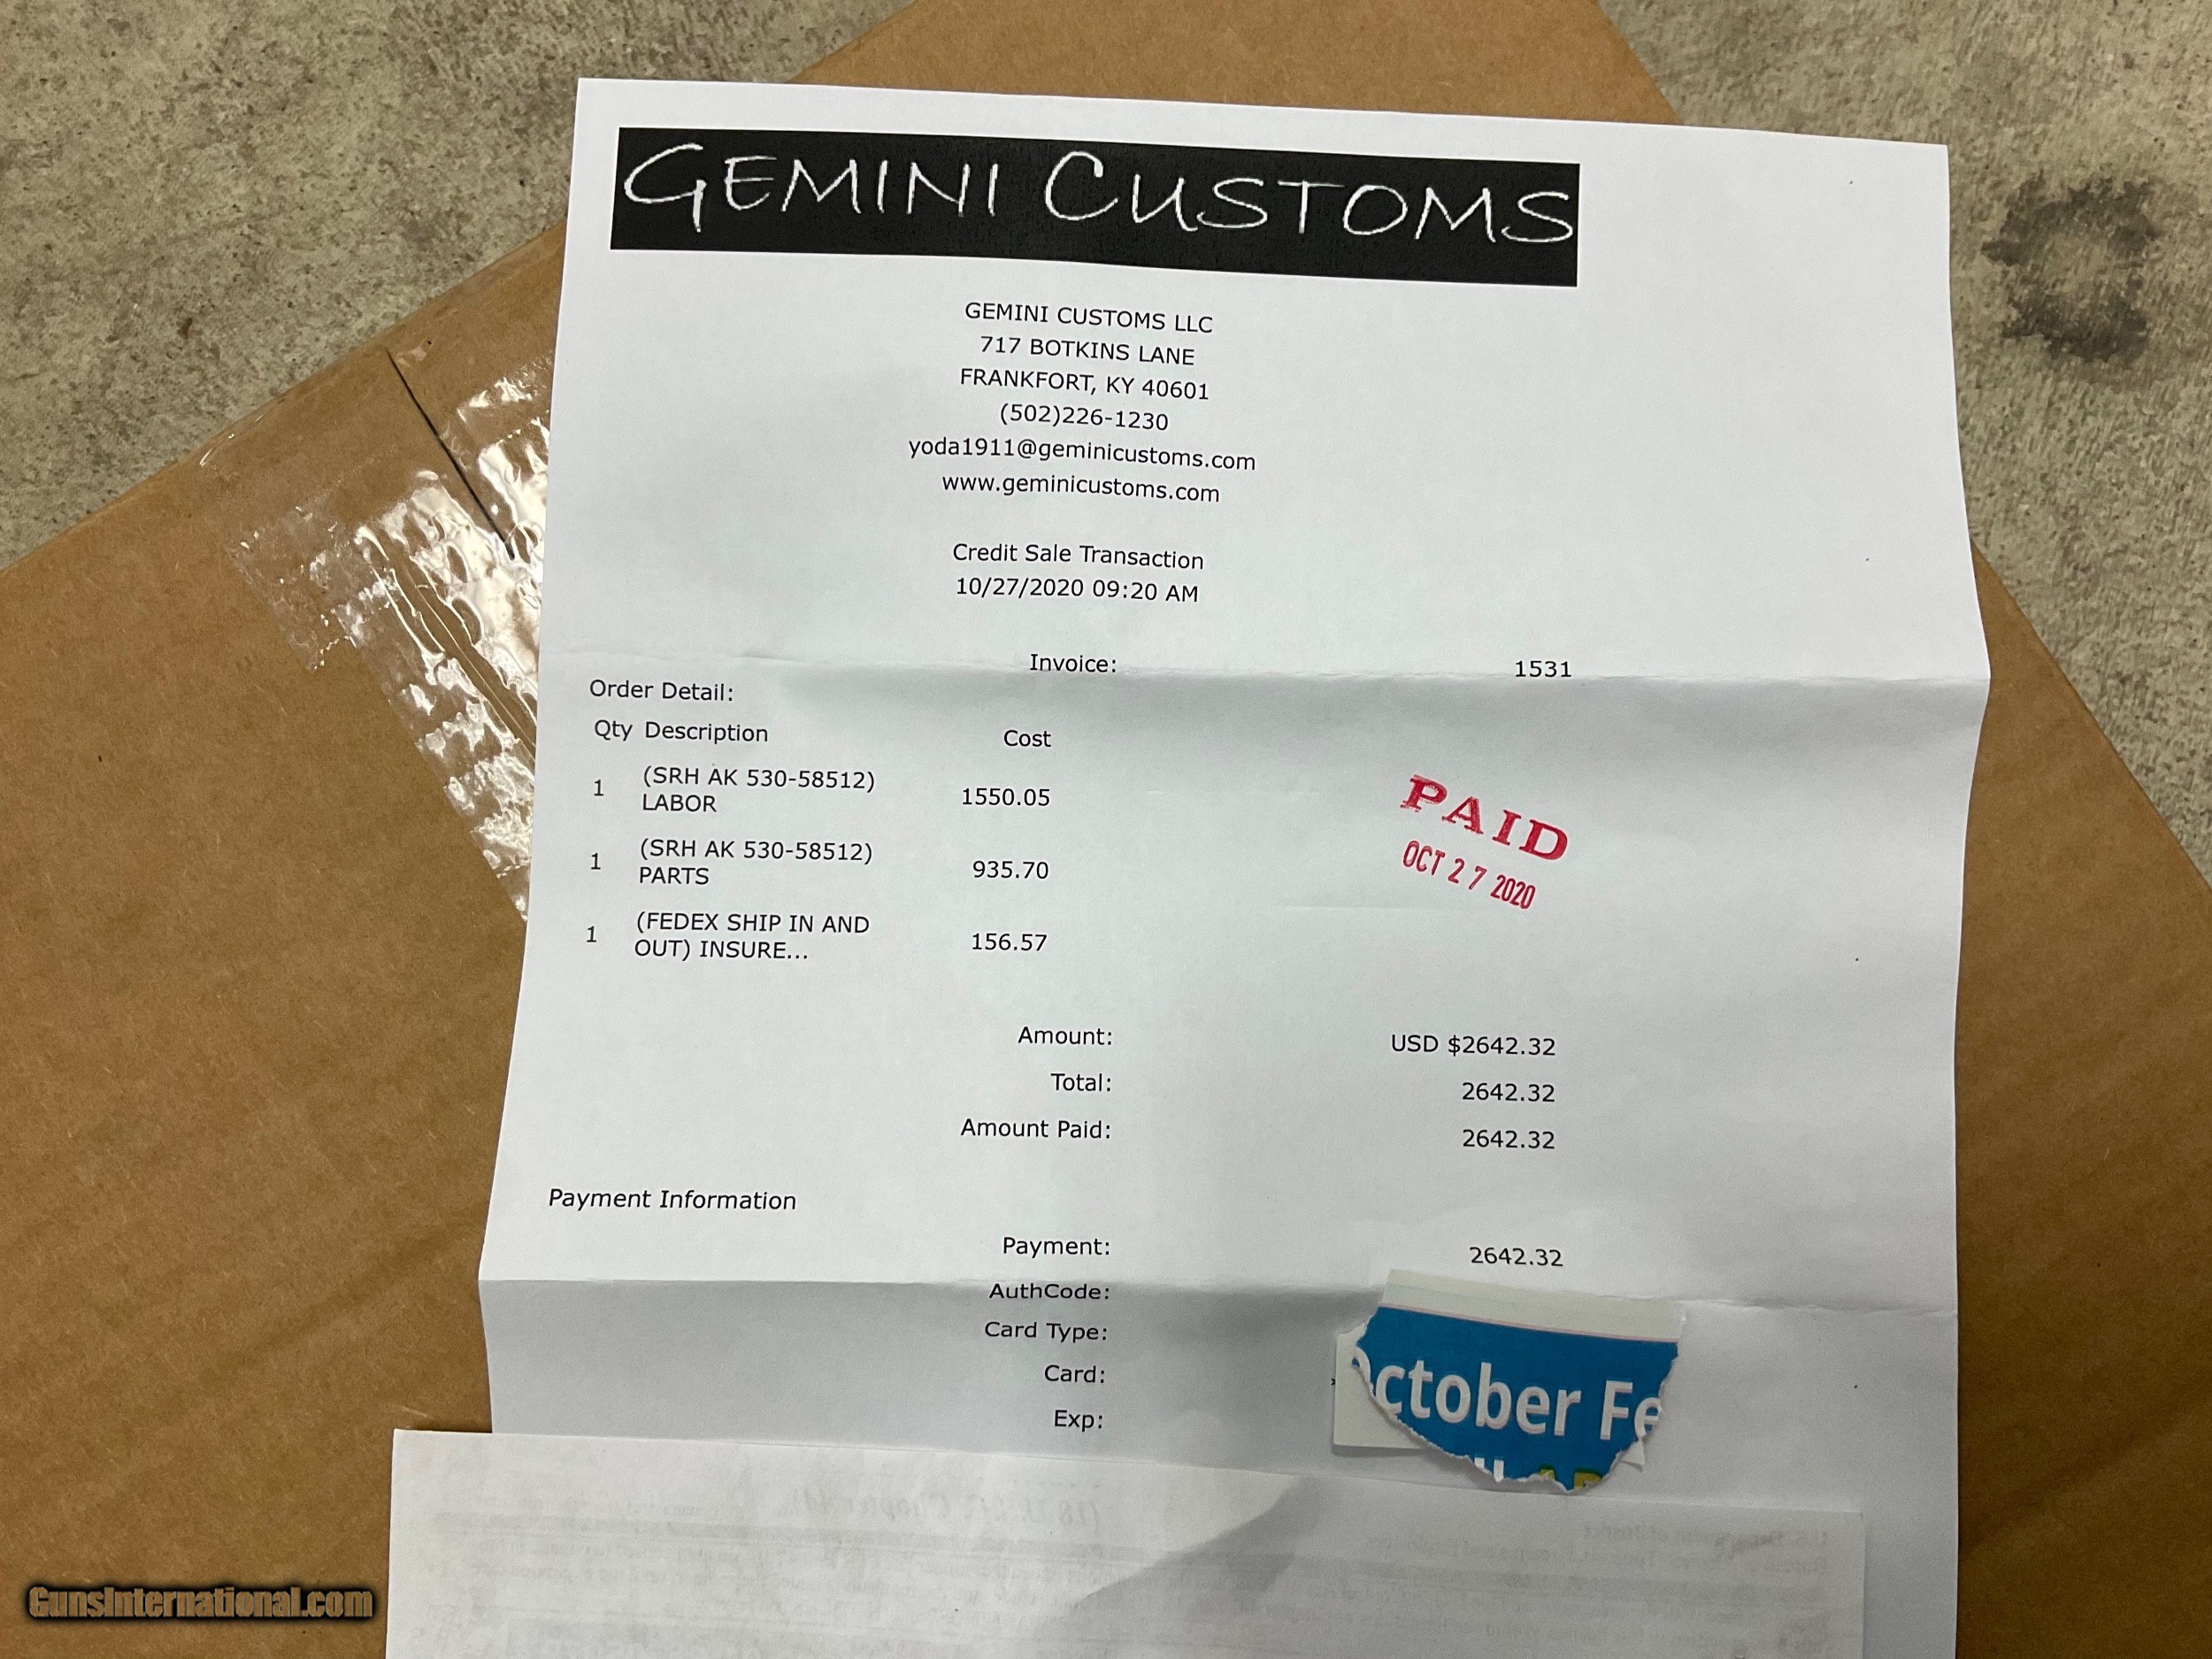 GEMINI CUSTOMS
GEMINI CUSTOMS LLC
717 BOTKINS LANE
FRANKFORT, KY 40601
(502)226-1230
yoda1911@geminicustoms.com
www.geminicustoms.com
Credit Sale Transaction
10/27/2020 09:20 AM
Invoice: 1531
Order Detail:
Qty Description Cost
1 (SRH AK 530-58512) LABOR 1550.05
1 (SRH AK 530-58512) PARTS 935.70
1 (FEDEX SHIP IN AND OUT) INSURE... 156.57
PAID
OCT 27 2020
Amount: USD $2642.32
Total: 2642.32
Amount Paid: 2642.32
Payment Information
Payment: 2642.32
AuthCode:
Card Type:
Card:
Exp:
ctober Fe
GunsInternational.com